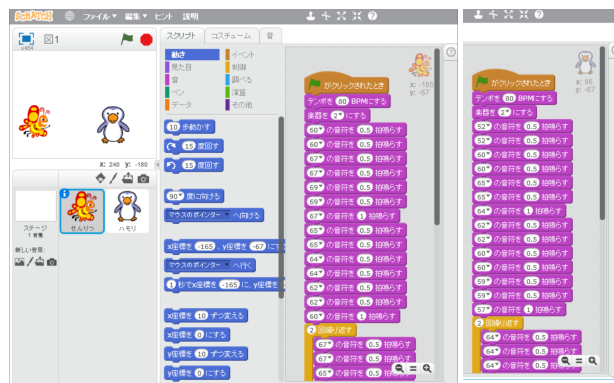 SCRATCH ファイル▼ 編集▼ ヒント 説明
v454
1
X: 240 y: -180
ステージ
1 背景
せんりつ
ハモリ
新しい背景:
スクリプト コスチューム 音
動き イベント
見た目 制御
音 調べる
ペン 演算
データ その他
10 歩動かす
15 度回す
15 度回す
90▼ 度に向ける
マウスのポインター へ向ける
x座標を -165 、y座標を -67 にする
マウスのポインター へ行く
1 秒でx座標を -165 に、y座標を
x座標を 10 ずつ変える
x座標を 0 にする
y座標を 10 ずつ変える
y座標を 0 にする
x: -165
y: -67
がクリックされたとき
テンポを 80 BPMにする
楽器を 2▼ にする
60▼ の音符を 0.5 拍鳴らす
60▼ の音符を 0.5 拍鳴らす
67▼ の音符を 0.5 拍鳴らす
67▼ の音符を 0.5 拍鳴らす
69▼ の音符を 0.5 拍鳴らす
69▼ の音符を 0.5 拍鳴らす
67▼ の音符を 1 拍鳴らす
65▼ の音符を 0.5 拍鳴らす
65▼ の音符を 0.5 拍鳴らす
64▼ の音符を 0.5 拍鳴らす
64▼ の音符を 0.5 拍鳴らす
62▼ の音符を 0.5 拍鳴らす
62▼ の音符を 0.5 拍鳴らす
60▼ の音符を 1 拍鳴らす
2 回繰り返す
67▼ の音符を 0.5 拍鳴らす
67▼ の音符を 0.5 拍鳴らす
65▼ の音符を 0.5
x: 96
y: -67
がクリックされたとき
テンポを 80 BPMにする
楽器を 2▼ にする
52▼ の音符を 0.5 拍鳴らす
52▼ の音符を 0.5 拍鳴らす
60▼ の音符を 0.5 拍鳴らす
60▼ の音符を 0.5 拍鳴らす
60▼ の音符を 0.5 拍鳴らす
60▼ の音符を 0.5 拍鳴らす
64▼ の音符を 1 拍鳴らす
62▼ の音符を 0.5 拍鳴らす
62▼ の音符を 0.5 拍鳴らす
60▼ の音符を 0.5 拍鳴らす
60▼ の音符を 0.5 拍鳴らす
59▼ の音符を 0.5 拍鳴らす
59▼ の音符を 0.5 拍鳴らす
57▼ の音符を 1 拍鳴らす
2 回繰り返す
64▼ の音符を 0.5 拍鳴らす
64▼ の音符を 0.5
64▼ の音符を 0.5 拍鳴らす